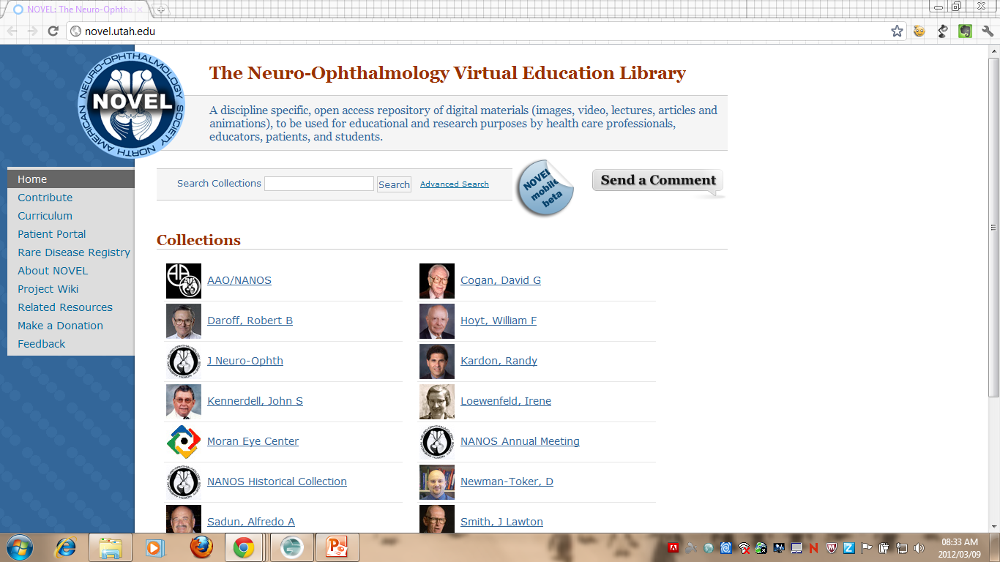 NOVEL: The Neuro-Ophtha
novel.utah.edu
NORTH AMERICAN NEURO-OPHTHALMOLOGY SOCIETY
NOVEL
The Neuro-Ophthalmology Virtual Education Library
A discipline specific, open access repository of digital materials (images, video, lectures, articles and
animations), to be used for educational and research purposes by health care professionals,
educators, patients, and students.
Home
Contribute
Curriculum
Patient Portal
Rare Disease Registry
About NOVEL
Project Wiki
Related Resources
Make a Donation
Feedback
Search Collections
Search
Advanced Search
NOVEL
mobile
beta
Send a Comment
Collections
AAO/NANOS
Cogan, David G
Daroff, Robert B
Hoyt, William F
J Neuro-Ophth
Kardon, Randy
Kennerdell, John S
Loewenfeld, Irene
Moran Eye Center
NANOS Annual Meeting
NANOS Historical Collection
Newman-Toker, D
Sadun, Alfredo A
Smith, J Lawton
08:33 AM
2012/03/09